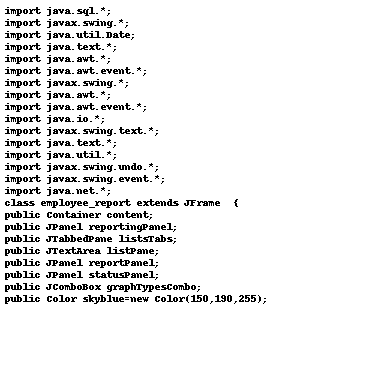 import java.sql.*;
import javax.swing.*;
import java.util.Date;
import java.text.*;
import java.awt.*;
import java.awt.event.*;
import javax.swing.*;
import java.awt.*;
import java.awt.event.*;
import java.io.*;
import javax.swing.text.*;
import java.text.*;
import java.util.*;
import javax.swing.undo.*;
import javax.swing.event.*;
import java.net.*;
class employee_report extends JFrame  {
public Container content;
public JPanel reportingPanel;
public JTabbedPane listsTabs;
public JTextArea listPane;
public JPanel reportPanel;
public JPanel statusPanel;
public JComboBox graphTypesCombo;
public Color skyblue=new Color(150,190,255);